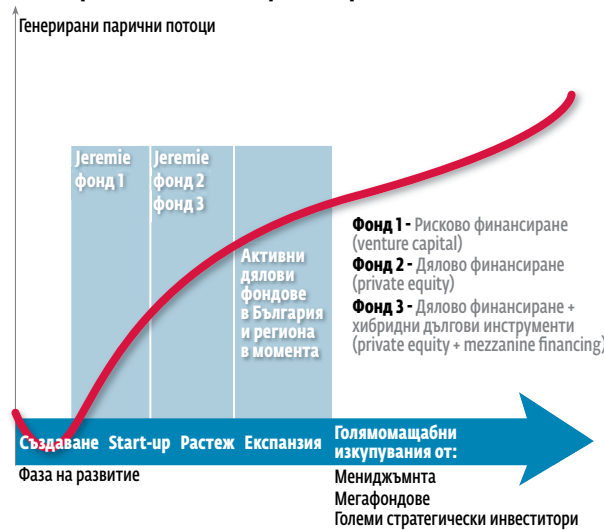 Генерирани парични потоци
Jeremie
фонд 1
Jeremie
фонд 2
фонд 3
Активни
дялови
фондове
в България
и региона
в момента
Фонд 1 - Рисково финансиране
(venture capital)
Фонд 2 - Дялово финансиране
(private equity)
Фонд 3 - Дялово финансиране +
хибридни дългови инструменти
(private equity + mezzanine financing)
Създаване Start-up Растеж Експанзия
Голямомащабни
изкупувания от:
Фаза на развитие
Мениджъмнта
Мегафондове
Големи стратегически инвеститори